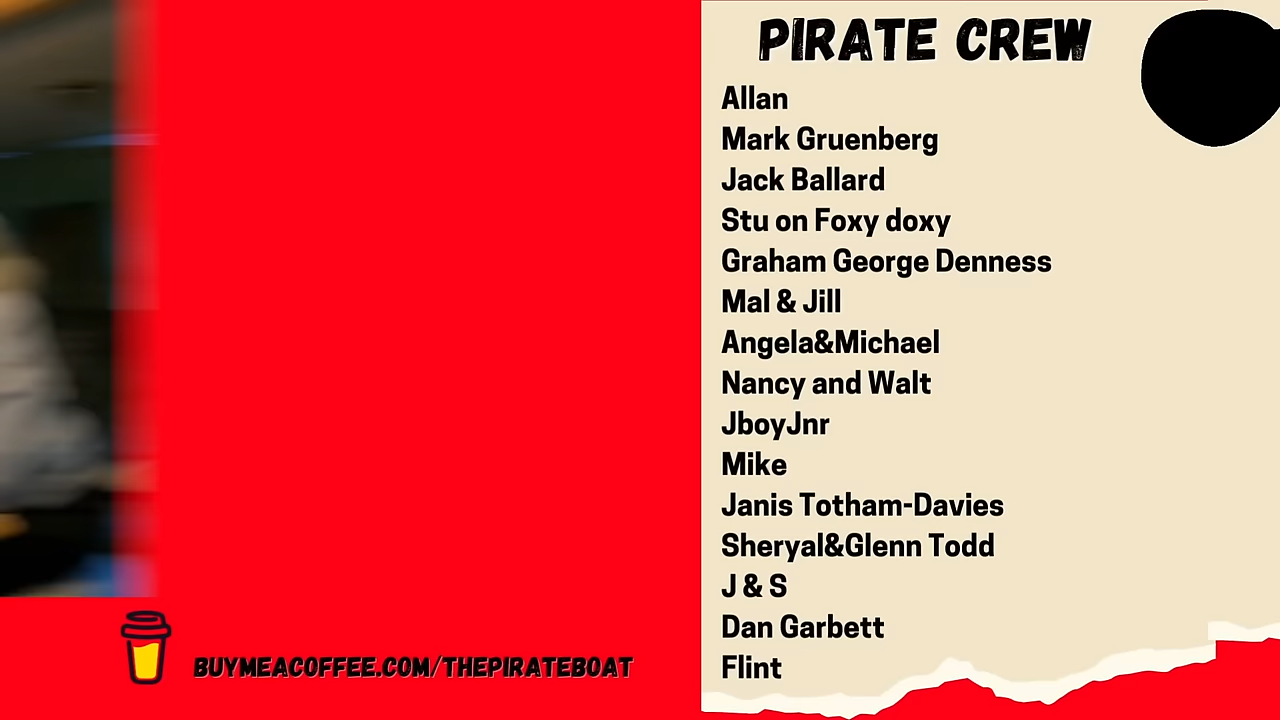 PIRATE CREW
Allan
Mark Gruenberg
Jack Ballard
Stu on Foxy doxy
Graham George Denness
Mal & Jill
Angela&Michael
Nancy and Walt
JboyJnr
Mike
Janis Totham-Davies
Sheryal&Glenn Todd
J & S
Dan Garbett
Flint
BUYMEACOFFEE.COM/THEPIRATEBOAT